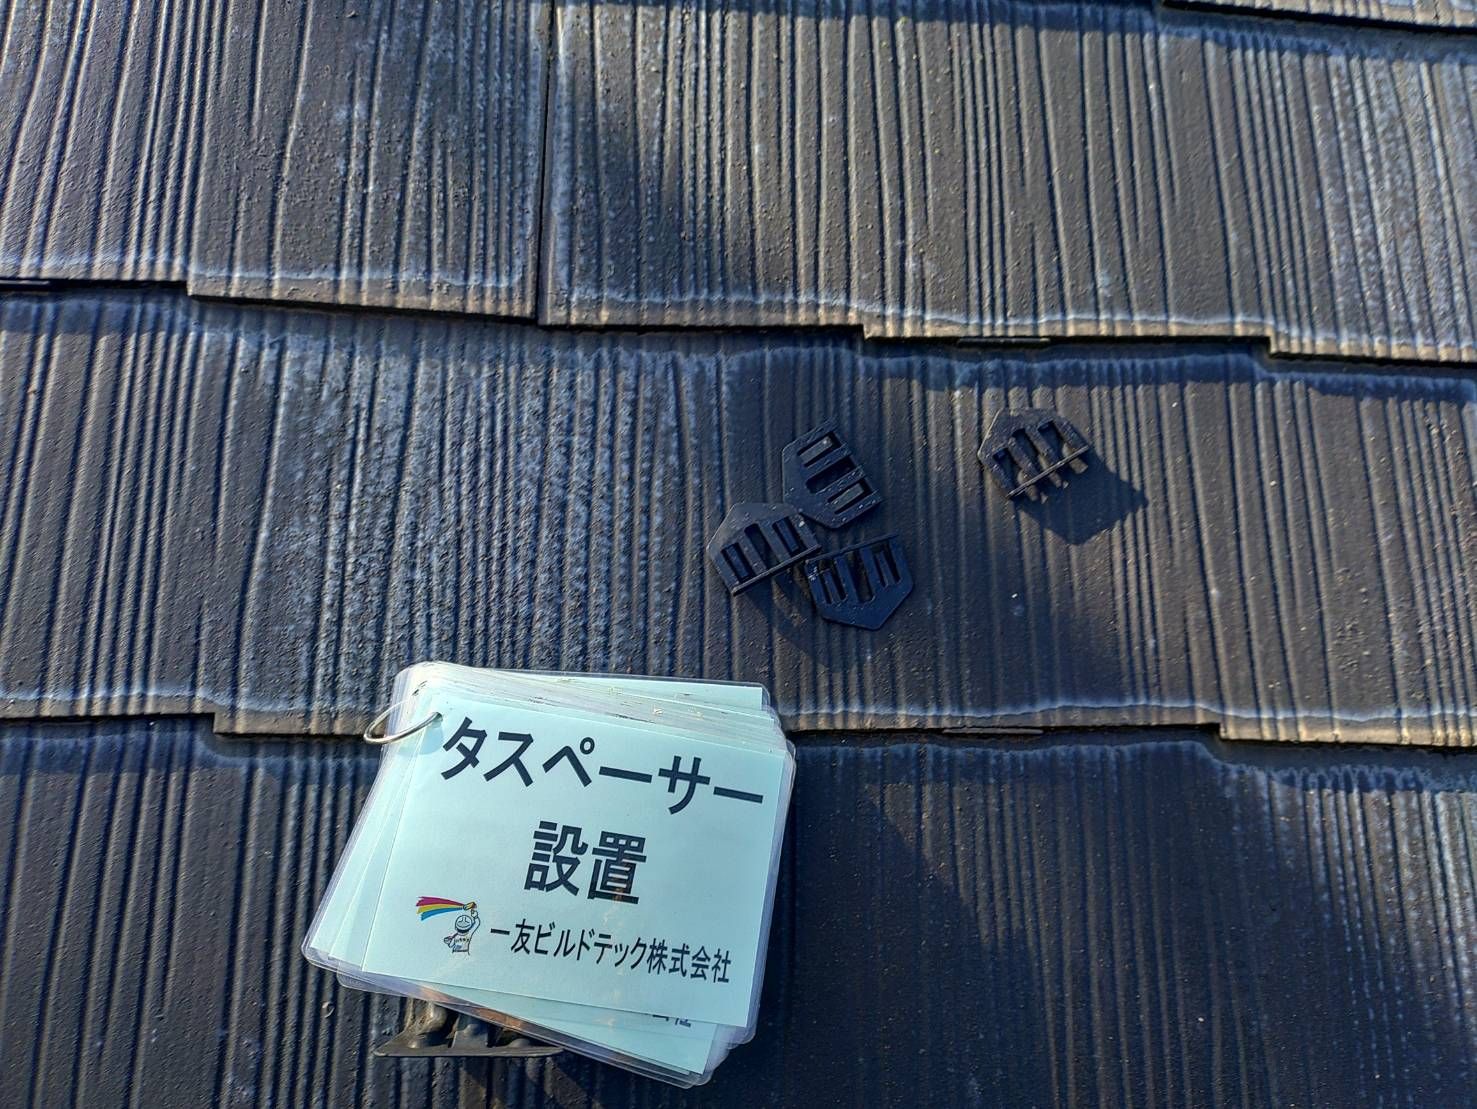 タスペーサー
設置
一友ビルドテック株式会社